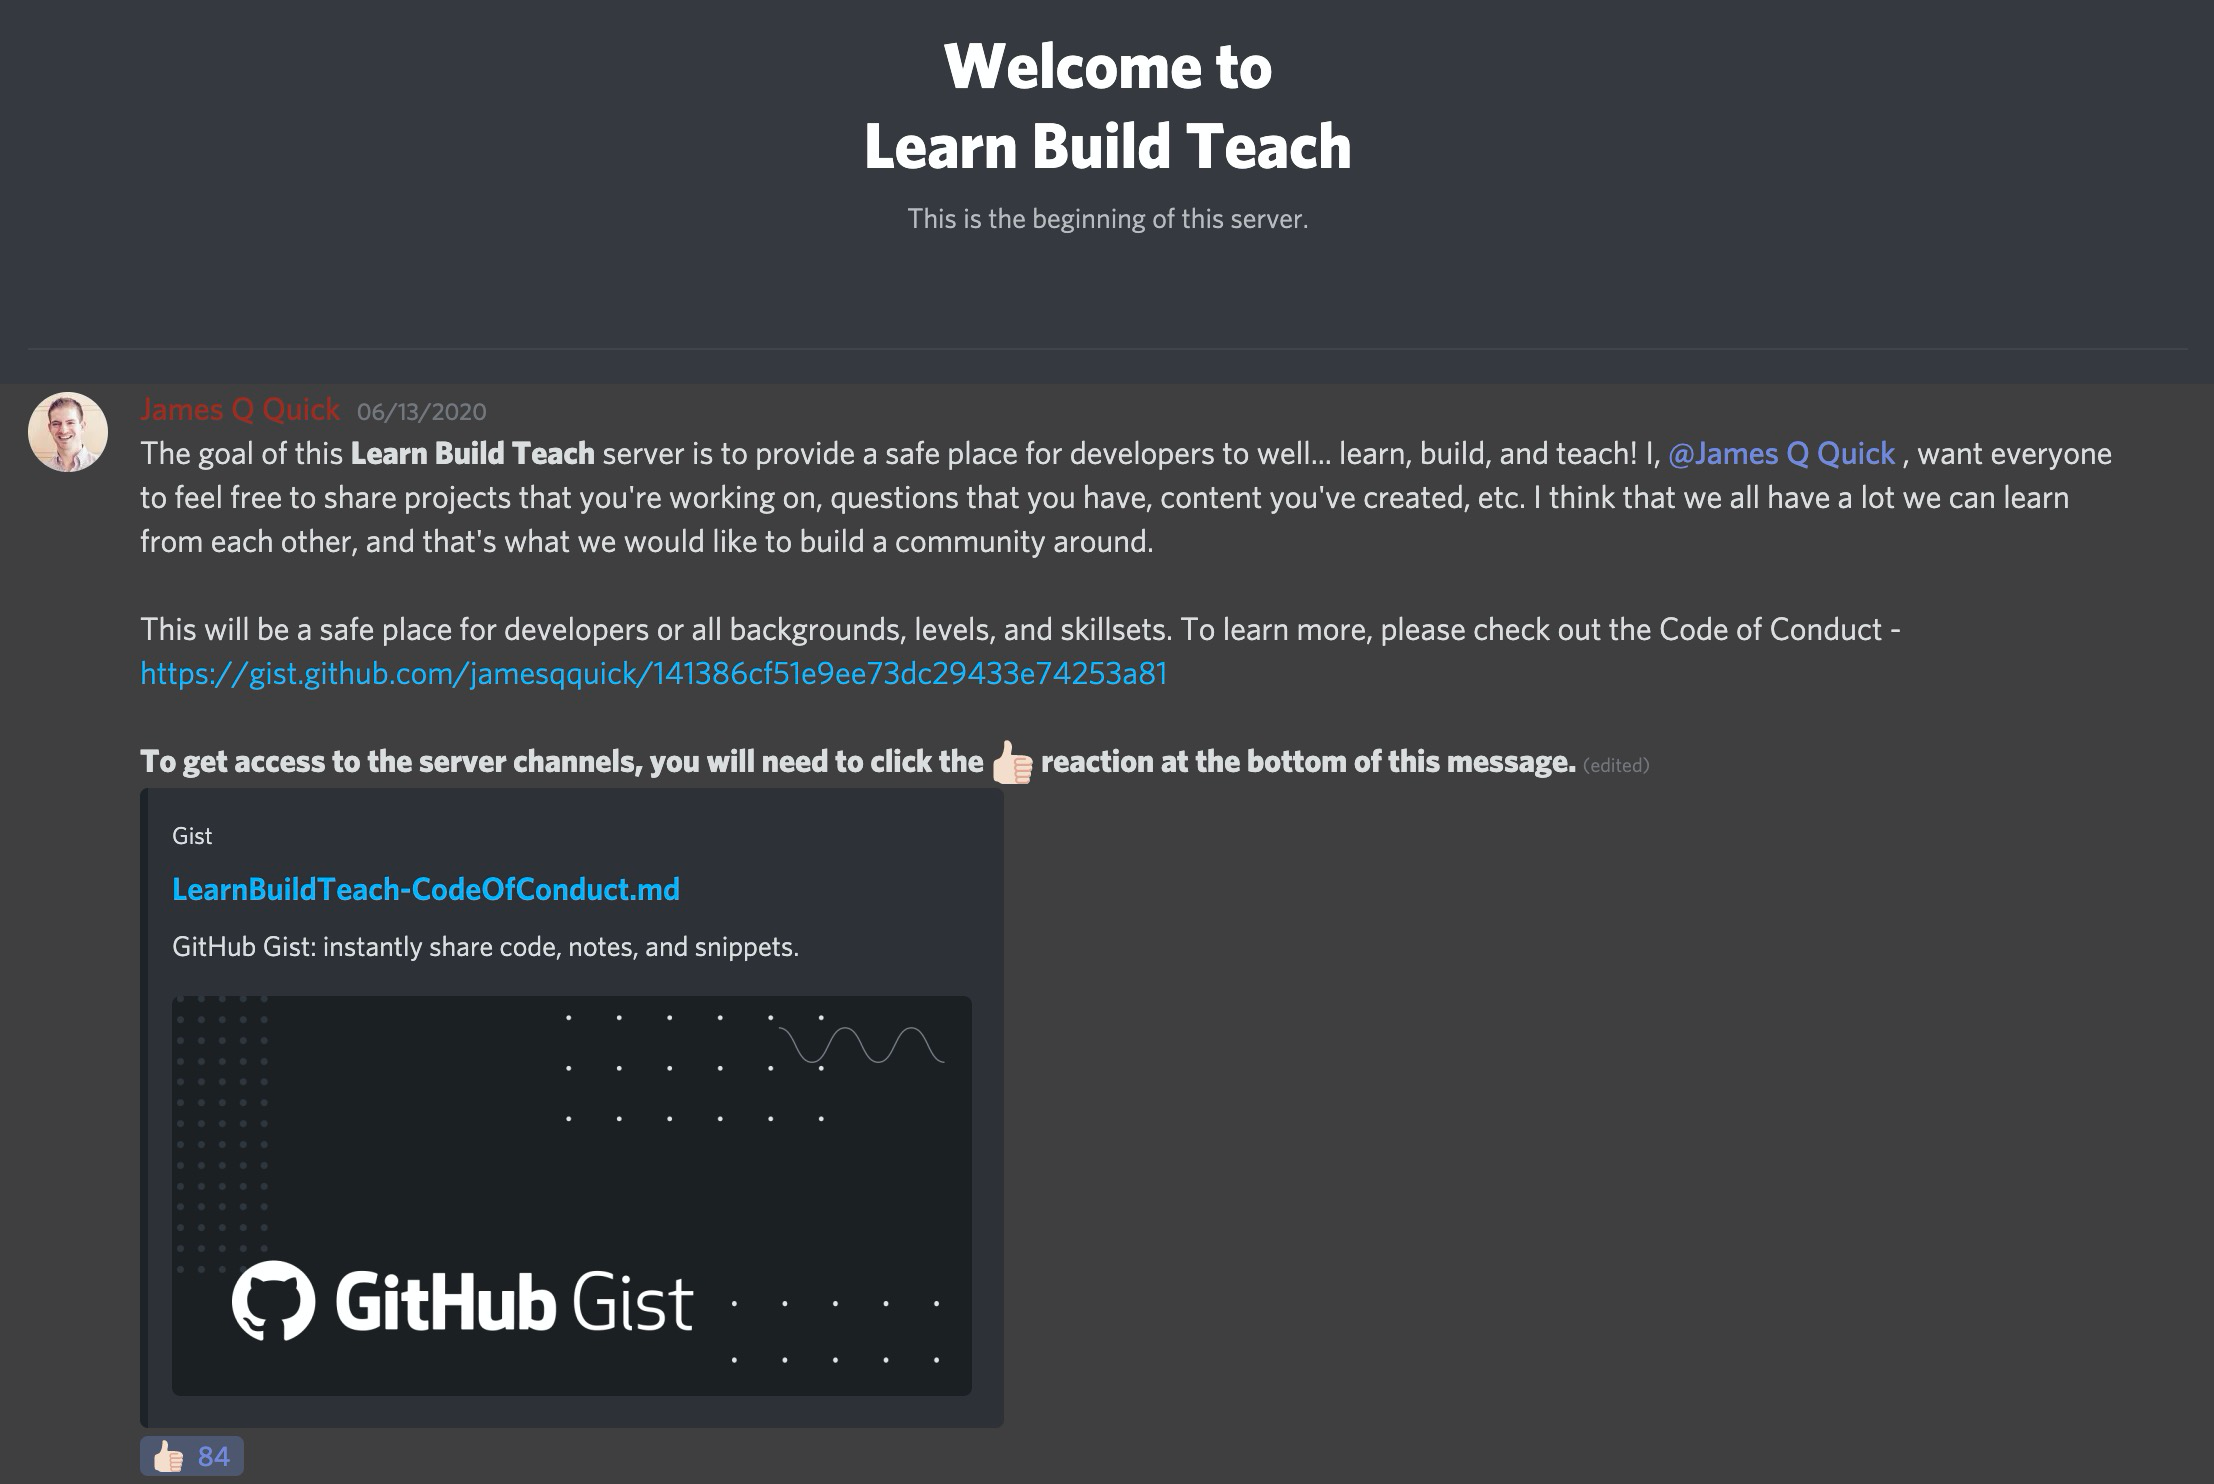 Welcome to
Learn Build Teach
This is the beginning of this server.
James Q Quick 06/13/2020
The goal of this Learn Build Teach server is to provide a safe place for developers to well... learn, build, and teach! I, @James Q Quick , want everyone
to feel free to share projects that you're working on, questions that you have, content you've created, etc. I think that we all have a lot we can learn
from each other, and that's what we would like to build a community around.
This will be a safe place for developers or all backgrounds, levels, and skillsets. To learn more, please check out the Code of Conduct -
https://gist.github.com/jamesqquick/141386cf51e9ee73dc29433e74253a81
To get access to the server channels, you will need to click the 👍🏻 reaction at the bottom of this message. (edited)
Gist
LearnBuildTeach-CodeOfConduct.md
GitHub Gist: instantly share code, notes, and snippets.
GitHub Gist
👍🏻 84